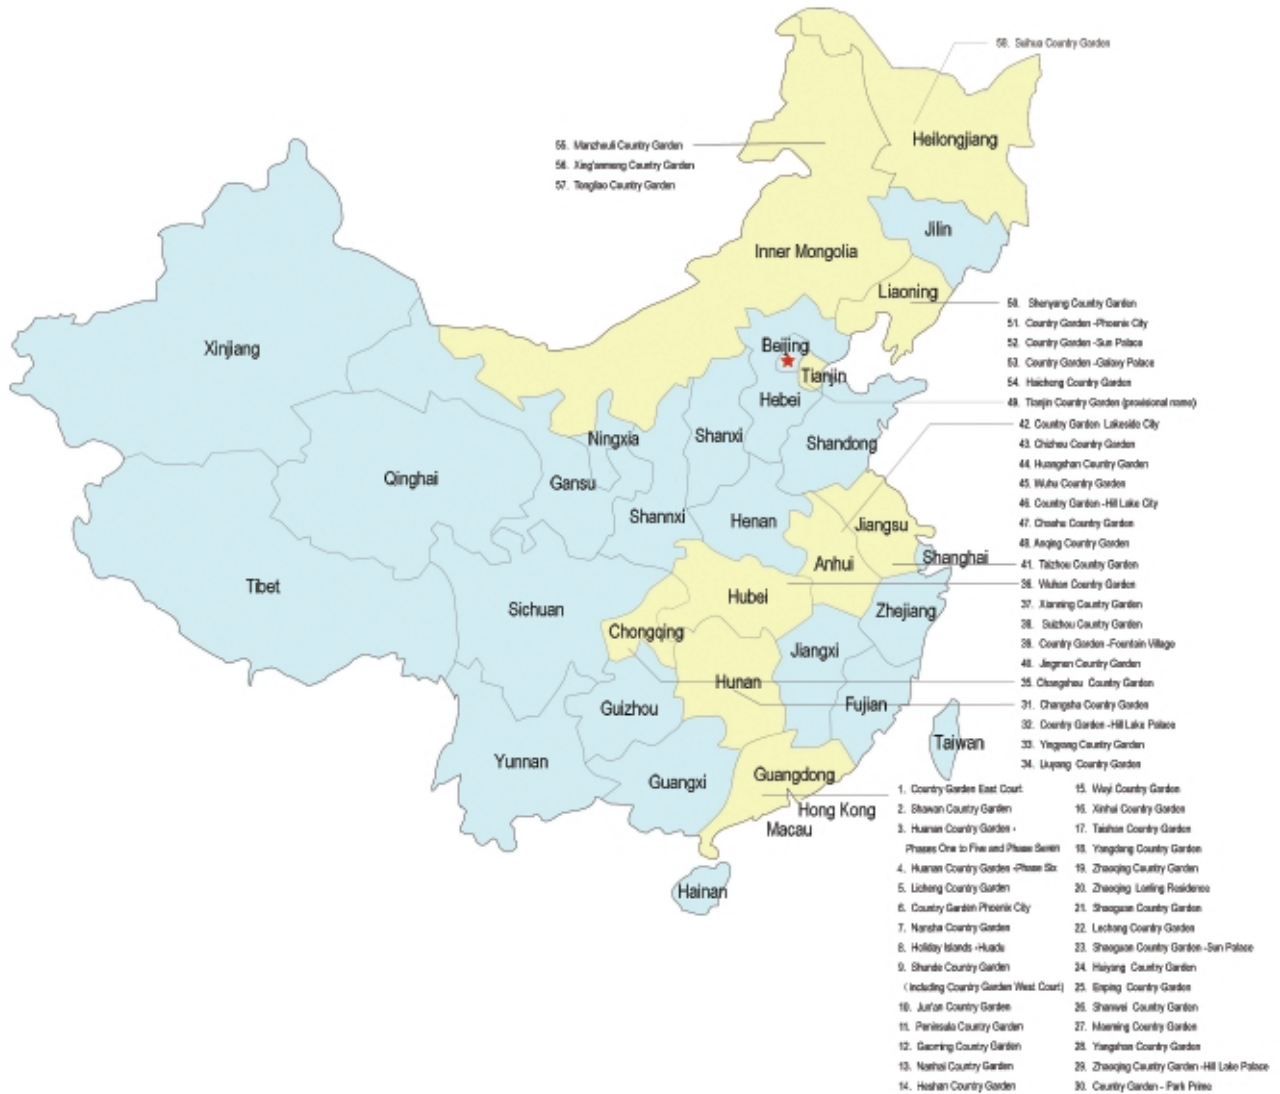 58. Suihua Country Garden
Heilongjiang
55. Manzhouli Country Garden
56. Xing'anmeng Country Garden
57. Tongliao Country Garden
Jilin
Inner Mongolia
Liaoning
50. Shenyang Country Garden
51. Country Garden -Phoenix City
52. Country Garden -Sun Palace
53. Country Garden -Galaxy Palace
54. Haicheng Country Garden
49. Tianjin Country Garden (provisional name)
Xinjiang
Beijing
Tianjin
Hebei
Ningxia
Shanxi
Shandong
Qinghai
Gansu
Shannxi
Henan
Jiangsu
Anhui
Shanghai
Tibet
Sichuan
Hubei
Zhejiang
Chongqing
Jiangxi
Hunan
Guizhou
Fujian
Yunnan
Guangxi
Guangdong
Taiwan
Hong Kong
Macau
Hainan
42. Country Garden Lakeside City
43. Chizhou Country Garden
44. Huangshan Country Garden
45. Wuhu Country Garden
46. Country Garden -Hill Lake City
47. Chaohu Country Garden
48. Anqing Country Garden
41. Taizhou Country Garden
36. Wuhan Country Garden
37. Xianning Country Garden
38. Suizhou Country Garden
39. Country Garden -Fountain Village
40. Jingmen Country Garden
35. Changshou Country Garden
31. Changsha Country Garden
32. Country Garden -Hill Lake Palace
33. Yingyang Country Garden
34. Liuyang Country Garden
1. Country Garden East Court
2. Shawan Country Garden
3. Huanan Country Garden -
Phases One to Five and Phase Seven
4. Huanan Country Garden -Phase Six
5. Licheng Country Garden
6. Country Garden Phoenix City
7. Nansha Country Garden
8. Holiday Islands -Huadu
9. Shunde Country Garden
(Including Country Garden West Court)
10. Jun'an Country Garden
11. Peninsula Country Garden
12. Gaoming Country Garden
13. Nanhai Country Garden
14. Heshan Country Garden
15. Wuyi Country Garden
16. Xinhui Country Garden
17. Taishan Country Garden
18. Yangdong Country Garden
19. Zhaoqing Country Garden
20. Zhaoqing Lanling Residence
21. Shaoguan Country Garden
22. Lechang Country Garden
23. Shaoguan Country Garden -Sun Palace
24. Huiyang Country Garden
25. Enping Country Garden
26. Shanwei Country Garden
27. Maoming Country Garden
28. Yangshan Country Garden
29. Zhaoqing Country Garden -Hill Lake Palace
30. Country Garden - Park Prime